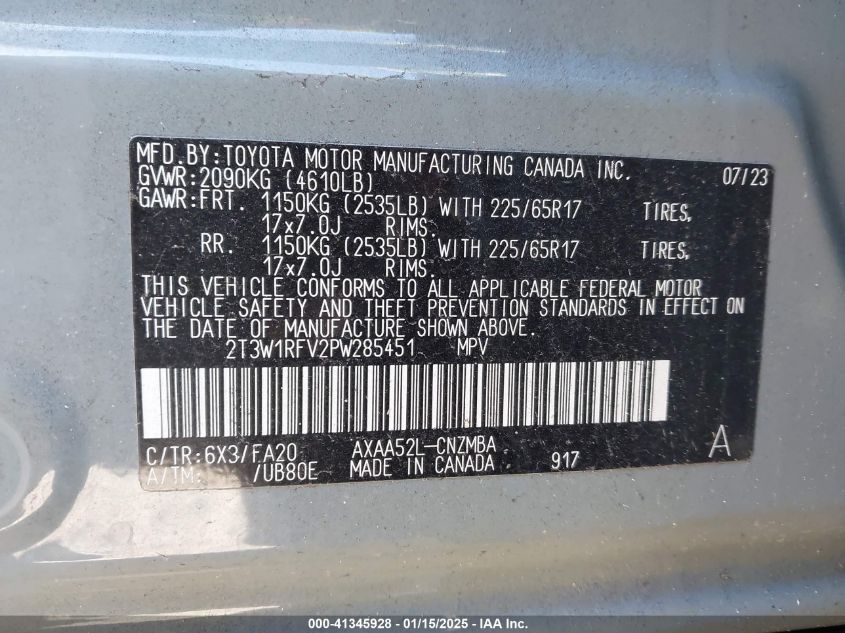 MFD.BY:TOYOTA MOTOR MANUFACTURING CANADA INC. 07/23
GVWR:2090KG (4610LB)
GAWR:FRT. 1150KG (2535LB) WITH 225/65R17 TIRES,
17x7.0J RIMS.
RR. 1150KG (2535LB) WITH 225/65R17 TIRES,
17x7.0J RIMS.
THIS VEHICLE CONFORMS TO ALL APPLICABLE FEDERAL MOTOR
VEHICLE SAFETY AND THEFT PREVENTION STANDARDS IN EFFECT ON
THE DATE OF MANUFACTURE SHOWN ABOVE.
2T3W1RFV2PW285451 MPV
C/TR:6X3/FA20 AXAA52L-CNZMBA A
A/TM: /UB80E MADE IN CANADA 917
000-41345928 - 01/15/2025 - IAA Inc.